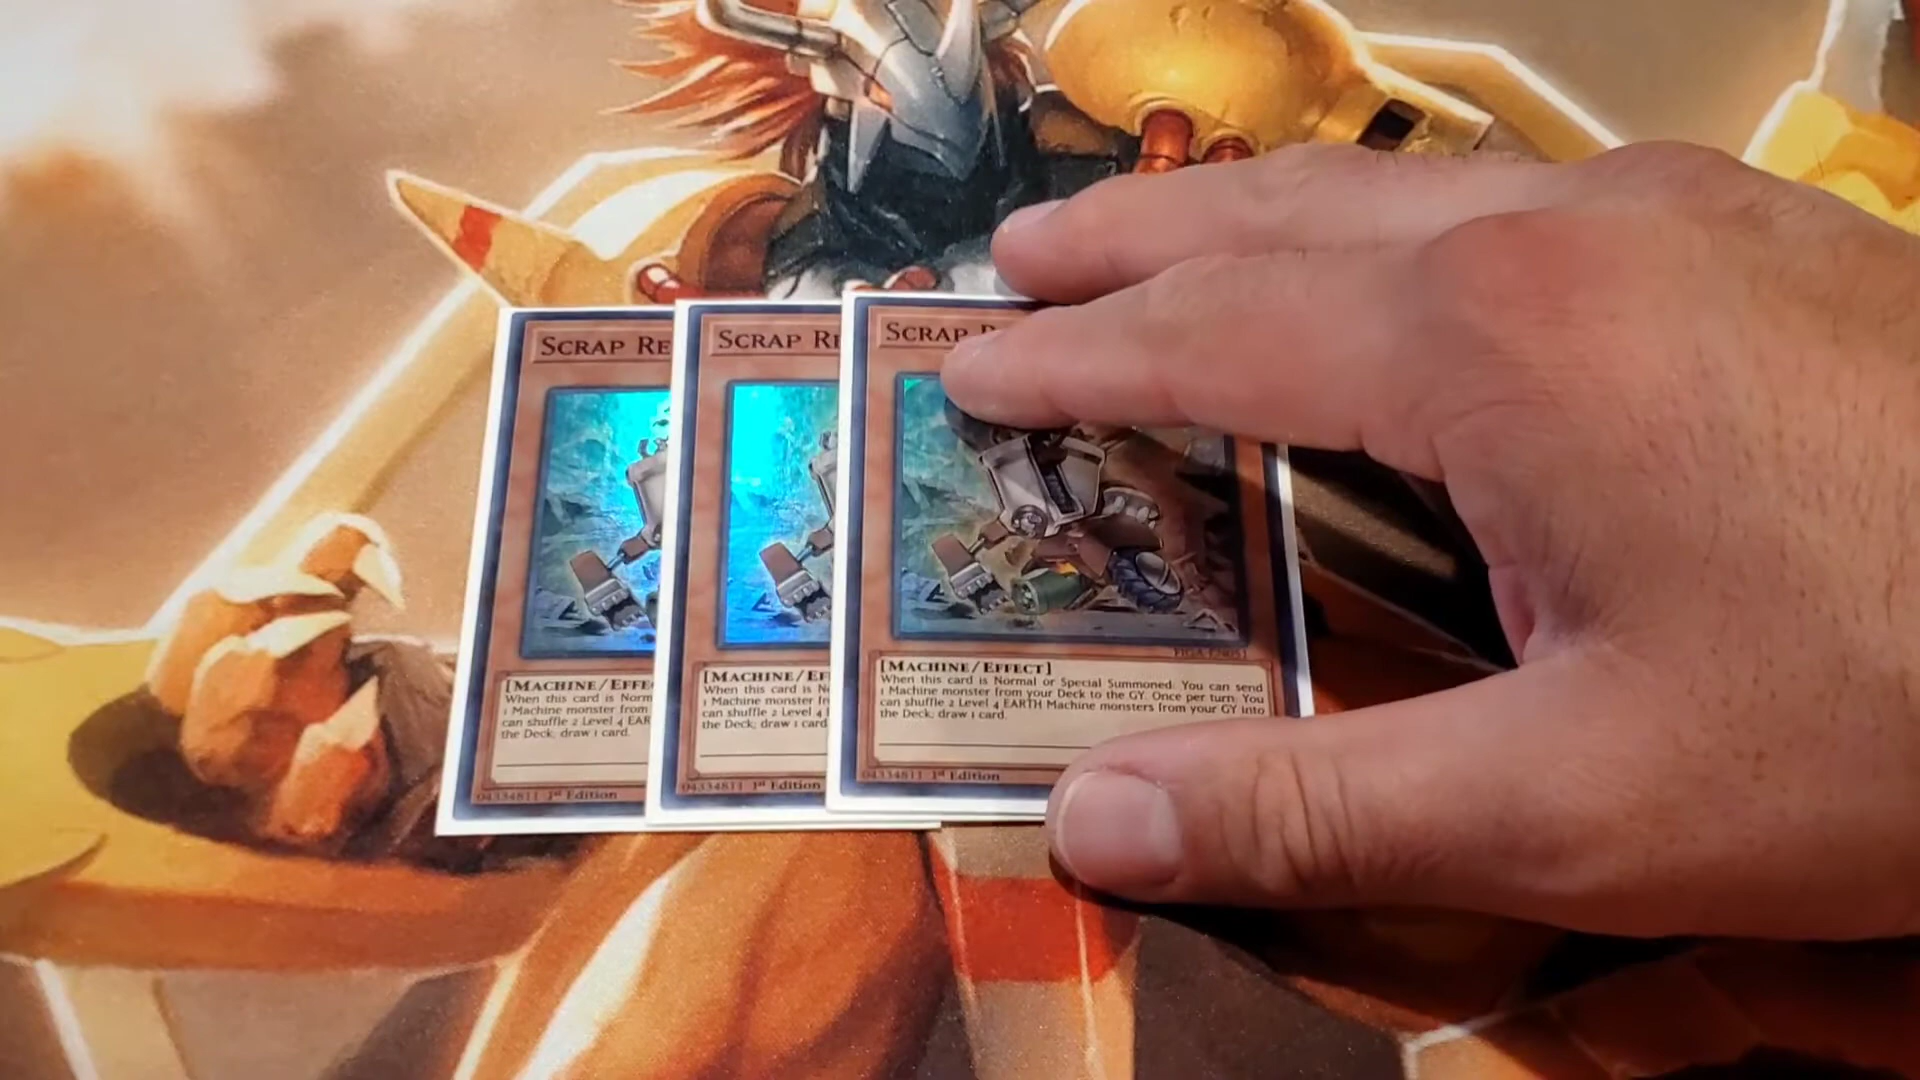 SCRAP RE
[MACHINE/EFFE
When this card is Norm
1 Machine monster from
can shuffle 2 Level 4 EAR
the Deck; draw 1 card.
04334811 1st Edition
SCRAP RE
[MACHINE/EF
When this card is N
1 Machine monster fr
can shuffle 2 Level 4
the Deck; draw 1 card
04334811 1st Edition
SCRAP
FIGA-EN051
[MACHINE/EFFECT]
When this card is Normal or Special Summoned: You can send
1 Machine monster from your Deck to the GY. Once per turn: You
can shuffle 2 Level 4 EARTH Machine monsters from your GY into
the Deck; draw 1 card.
04334811 1st Edition